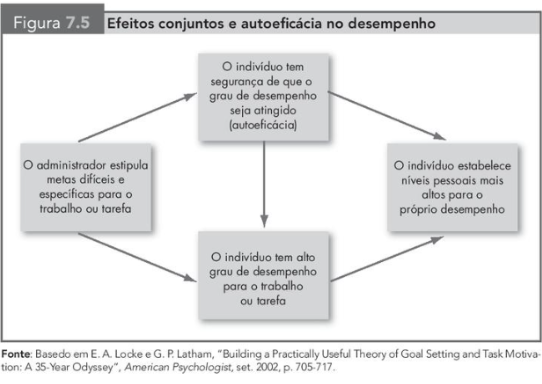 Figura 7.5
Efeitos conjuntos e autoeficácia no desempenho
O indivíduo tem
segurança de que o
grau de desempenho
seja atingido
(autoeficácia)
O administrador estipula
metas difíceis e
específicas para o
trabalho ou tarefa
O indivíduo estabelece
níveis pessoais mais
altos para o
próprio desempenho
O indivíduo tem alto
grau de desempenho
para o trabalho
ou tarefa
Fonte: Basedo em E. A. Locke e G. P. Latham, “Building a Practically Useful Theory of Goal Setting and Task Motiva-
tion: A 35-Year Odyssey”, American Psychologist, set. 2002, p. 705-717.